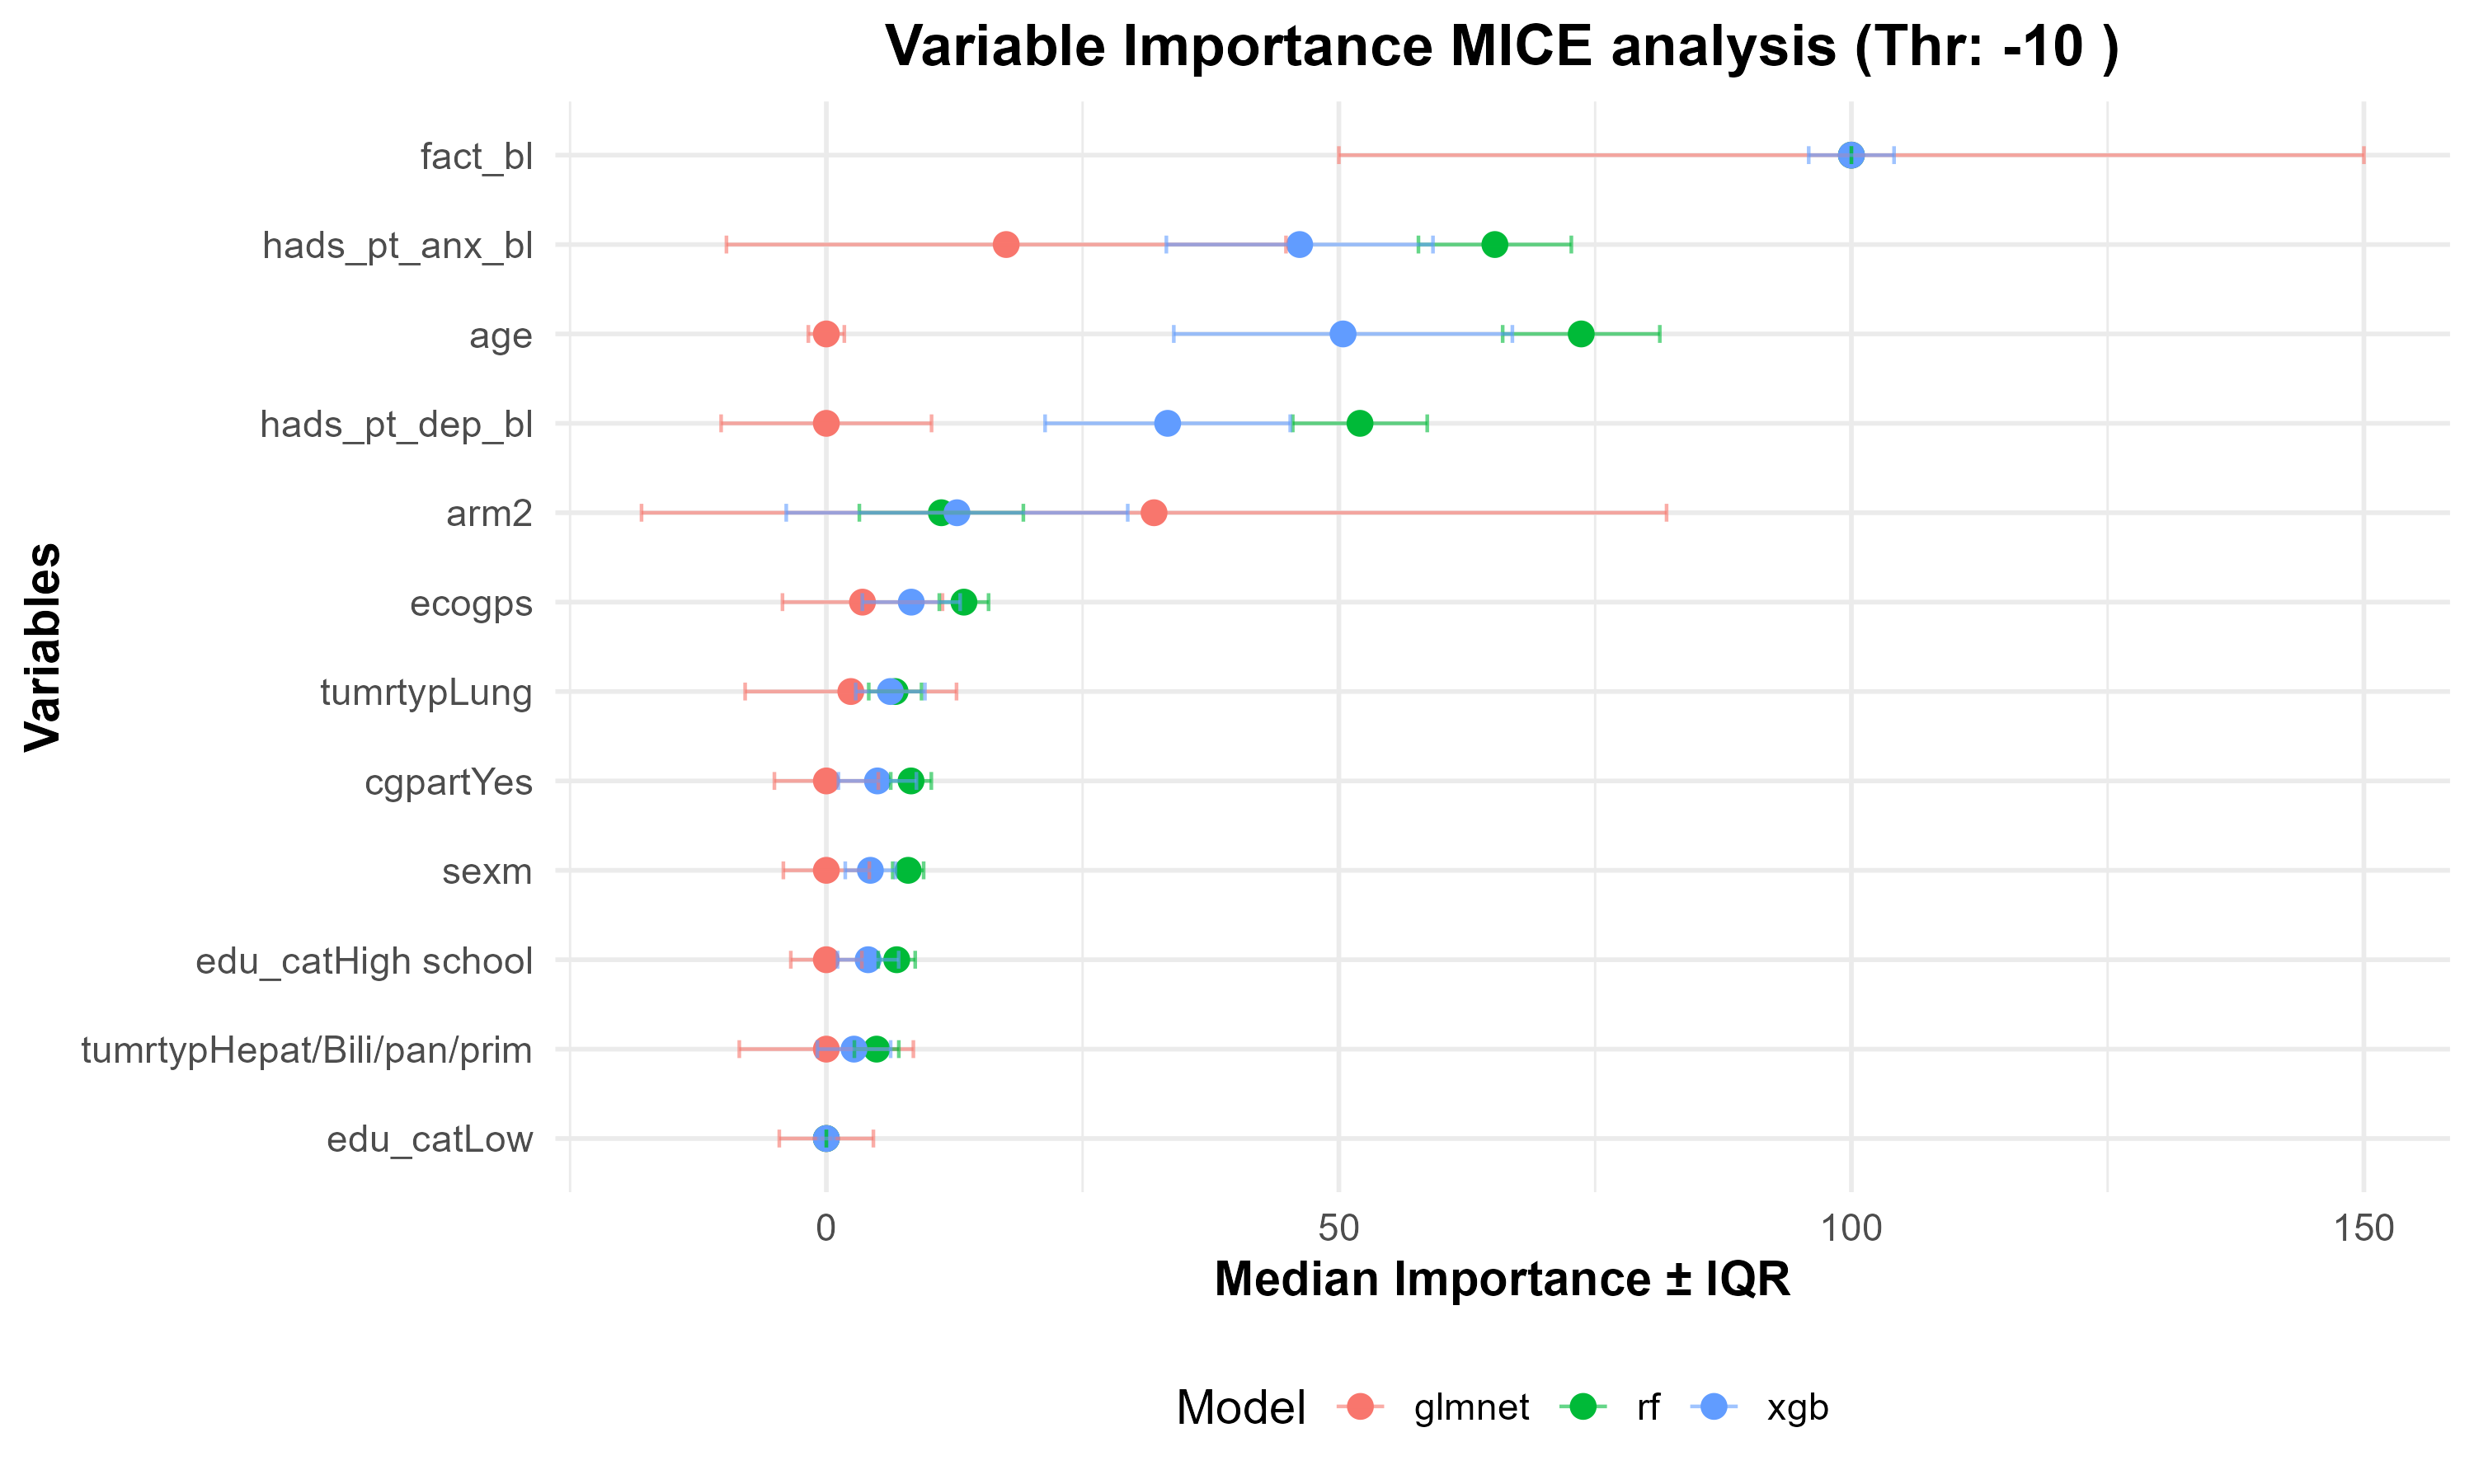 Variable Importance MICE analysis (Thr: -10 )
Variables
fact_bl
hads_pt_anx_bl
age
hads_pt_dep_bl
arm2
ecogps
tumrtypLung
cgpartYes
sexm
edu_catHigh school
tumrtypHepat/Bili/pan/prim
edu_catLow
0 50 100 150
Median Importance ± IQR
Model glmnet rf xgb